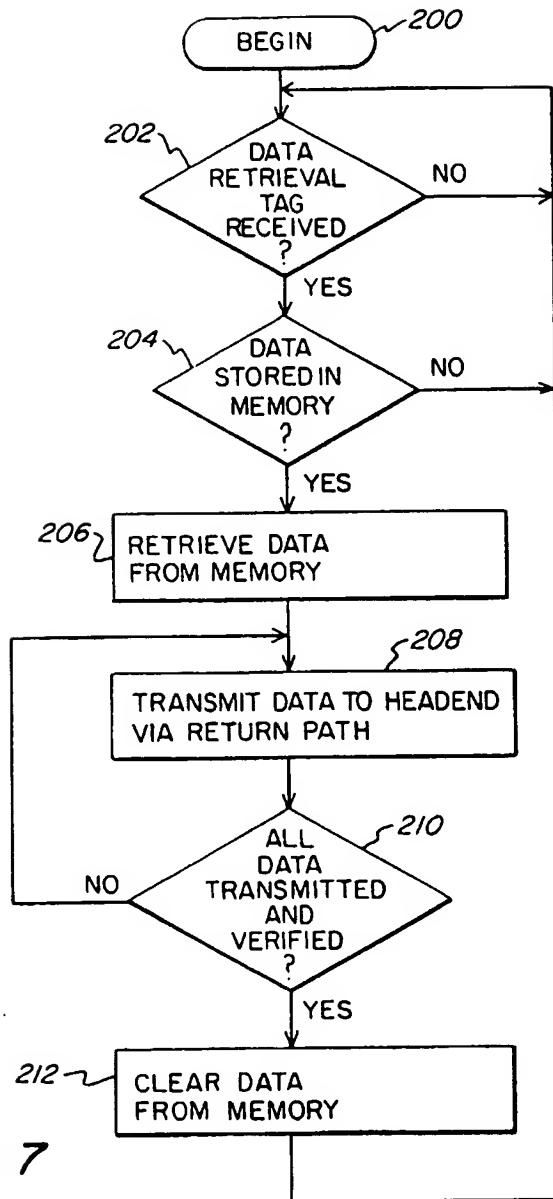 200
BEGIN
202
DATA
RETRIEVAL
TAG
RECEIVED
?
NO
YES
204
DATA
STORED IN
MEMORY
?
NO
YES
206
RETRIEVE DATA
FROM MEMORY
208
TRANSMIT DATA TO HEADEND
VIA RETURN PATH
210
ALL
DATA
TRANSMITTED
AND
VERIFIED
?
NO
YES
212
CLEAR DATA
FROM MEMORY
7